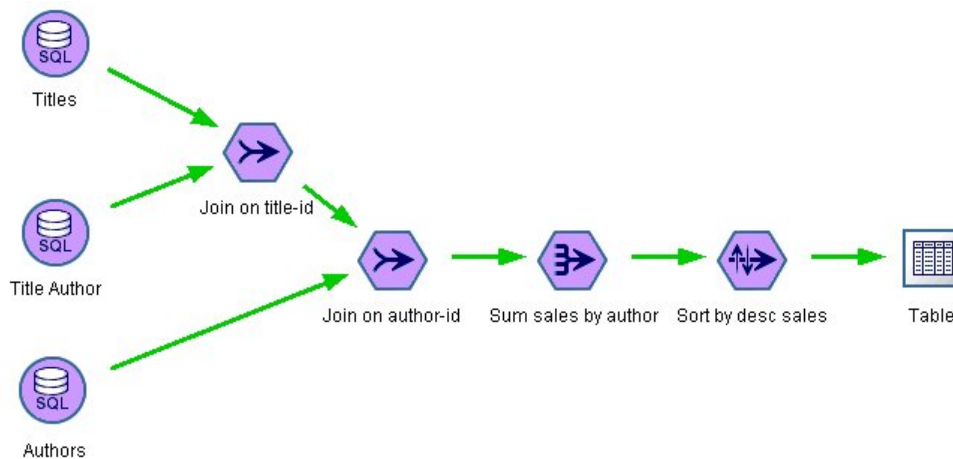 SQL
Titles
Join on title-id
SQL
Title Author
Join on author-id
Sum sales by author
Sort by desc sales
Table
SQL
Authors